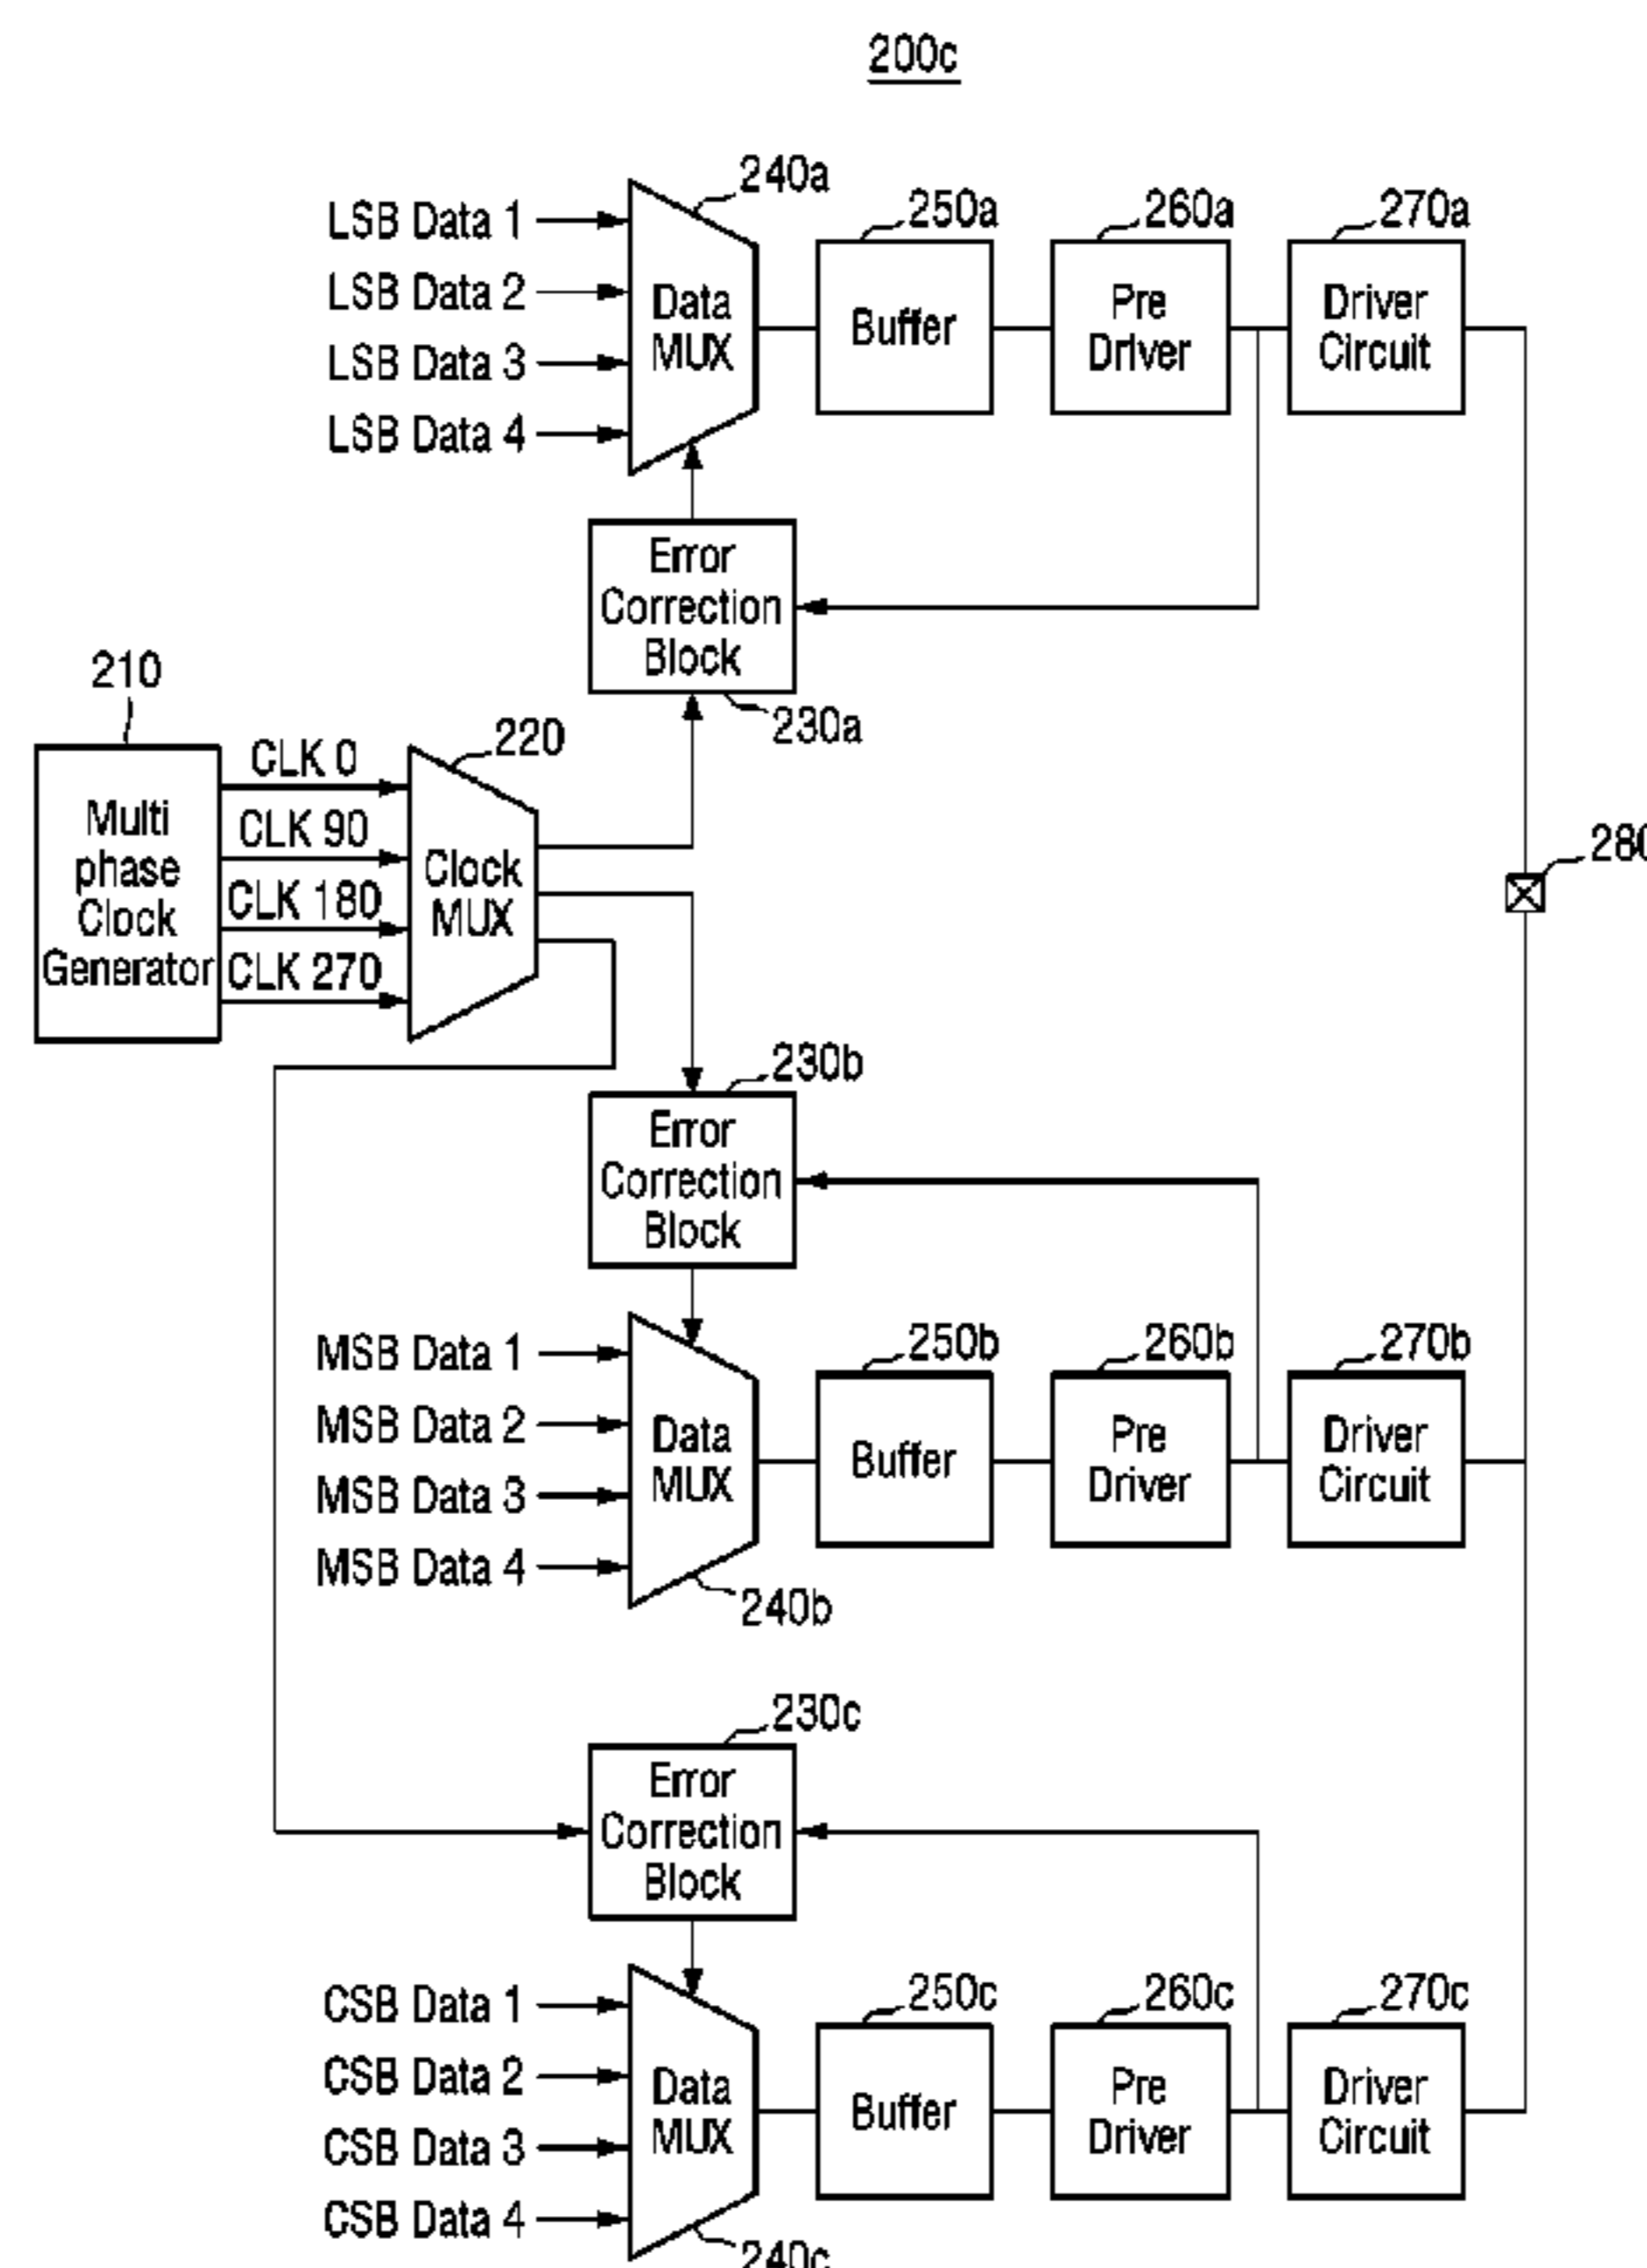 200c
240a
250a
260a
270a
LSB Data 1
LSB Data 2
LSB Data 3
LSB Data 4
Data
MUX
Buffer
Pre
Driver
Driver
Circuit
Error
Correction
Block
230a
210
Multi
phase
Clock
Generator
CLK 0
CLK 90
CLK 180
CLK 270
220
Clock
MUX
280
230b
Error
Correction
Block
MSB Data 1
MSB Data 2
MSB Data 3
MSB Data 4
Data
MUX
240b
250b
Buffer
260b
Pre
Driver
270b
Driver
Circuit
230c
Error
Correction
Block
CSB Data 1
CSB Data 2
CSB Data 3
CSB Data 4
Data
MUX
240c
250c
Buffer
260c
Pre
Driver
270c
Driver
Circuit